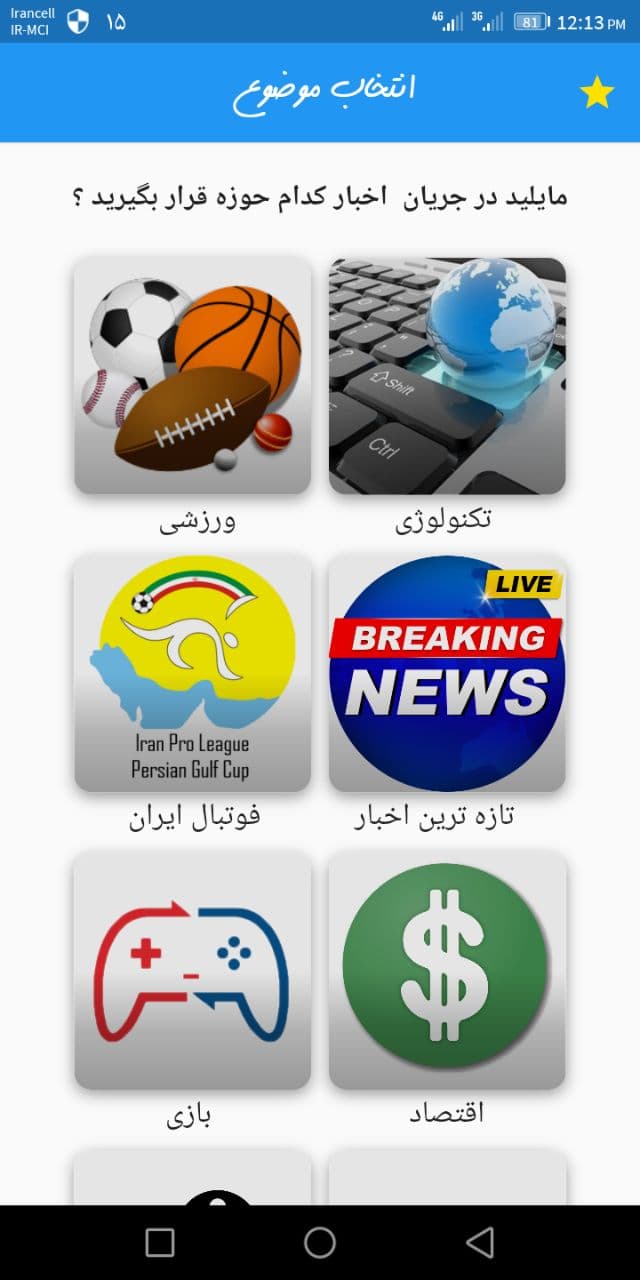 Irancell
IR-MCI
۱۵
4G
3G
81
12:13 PM
انتخاب موضوع
مایلید در جریان اخبار کدام حوزه قرار بگیرید ؟
Shift
Ctrl
تکنولوژی
ورزشی
LIVE
BREAKING
NEWS
تازه ترین اخبار
Iran Pro League
Persian Gulf Cup
فوتبال ایران
اقتصاد
بازی